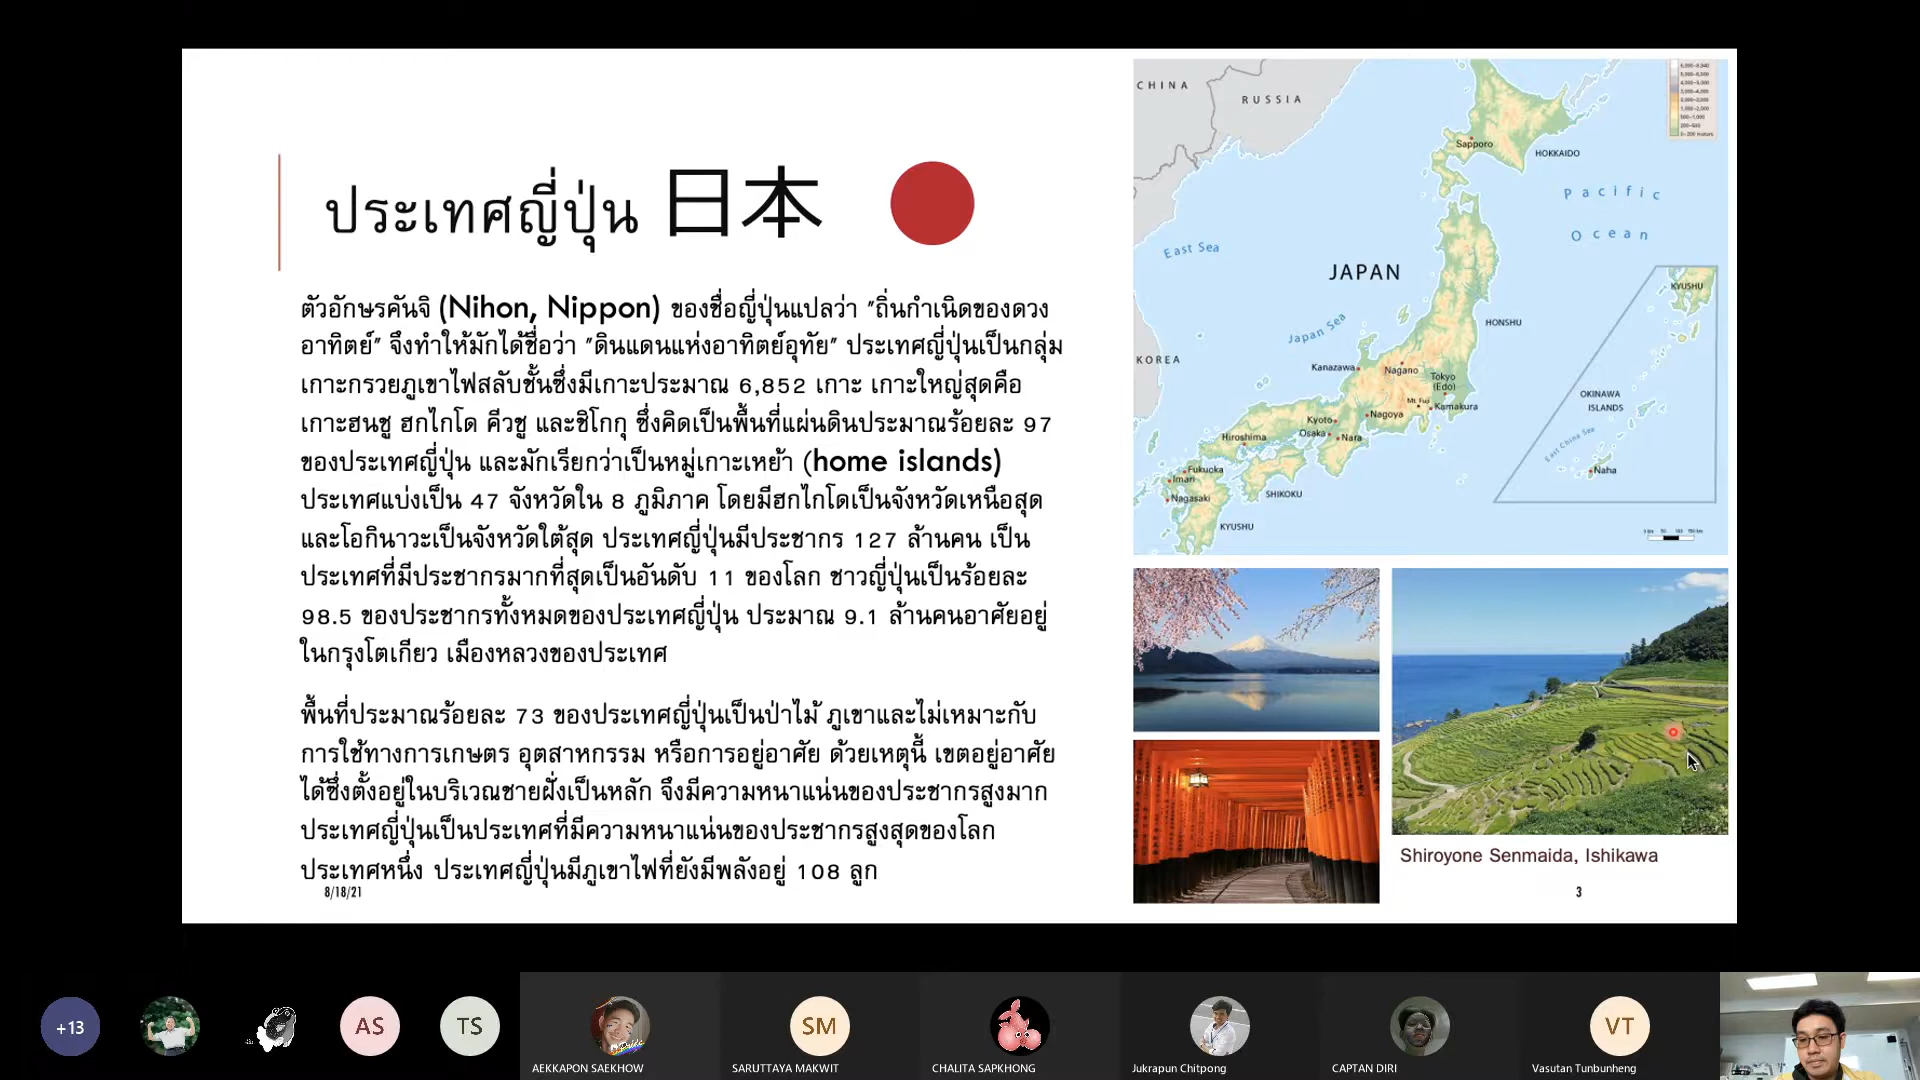 ประเทศญี่ปุ่น 日本
ตัวอักษรคันจิ (Nihon, Nippon) ของชื่อญี่ปุ่นแปลว่า "ถิ่นกำเนิดของดวง
อาทิตย์" จึงทำให้มักได้ชื่อว่า "ดินแดนแห่งอาทิตย์อุทัย" ประเทศญี่ปุ่นเป็นกลุ่ม
เกาะกรวยภูเขาไฟสลับชั้นซึ่งมีเกาะประมาณ 6,852 เกาะ เกาะใหญ่สุดคือ
เกาะฮนชู ฮกไกโด คีวชู และชิโกกุ ซึ่งคิดเป็นพื้นที่แผ่นดินประมาณร้อยละ 97
ของประเทศญี่ปุ่น และมักเรียกว่าเป็นหมู่เกาะเหย้า (home islands)
ประเทศแบ่งเป็น 47 จังหวัดใน 8 ภูมิภาค โดยมีฮกไกโดเป็นจังหวัดเหนือสุด
และโอกินาวะเป็นจังหวัดใต้สุด ประเทศญี่ปุ่นมีประชากร 127 ล้านคน เป็น
ประเทศที่มีประชากรมากที่สุดเป็นอันดับ 11 ของโลก ชาวญี่ปุ่นเป็นร้อยละ
98.5 ของประชากรทั้งหมดของประเทศญี่ปุ่น ประมาณ 9.1 ล้านคนอาศัยอยู่
ในกรุงโตเกียว เมืองหลวงของประเทศ
พื้นที่ประมาณร้อยละ 73 ของประเทศญี่ปุ่นเป็นป่าไม้ ภูเขาและไม่เหมาะกับ
การใช้ทางการเกษตร อุตสาหกรรม หรือการอยู่อาศัย ด้วยเหตุนี้ เขตอยู่อาศัย
ได้ซึ่งตั้งอยู่ในบริเวณชายฝั่งเป็นหลัก จึงมีความหนาแน่นของประชากรสูงมาก
ประเทศญี่ปุ่นเป็นประเทศที่มีความหนาแน่นของประชากรสูงสุดของโลก
ประเทศหนึ่ง ประเทศญี่ปุ่นมีภูเขาไฟที่ยังมีพลังอยู่ 108 ลูก
8/18/21
CHINA
RUSSIA
Sapporo
HOKKAIDO
Pacific
Ocean
East Sea
JAPAN
KYUSHU
Japan Sea
HONSHU
KOREA
Kanazawa
Nagano
Tokyo
(Edo)
Mt. Fuji
Kamakura
OKINAWA
ISLANDS
Kyoto
Nagoya
Osaka
Nara
Hiroshima
East China Sea
Fukuoka
Naha
Imari
SHIKOKU
Nagasaki
KYUSHU
Shiroyone Senmaida, Ishikawa
3
+13
AS
TS
SM
VT
AEKKAPON SAEKHOW
SARUTTAYA MAKWIT
CHALITA SAPKHONG
Jukrapun Chitpong
CAPTAN DIRI
Vasutan Tunbunheng